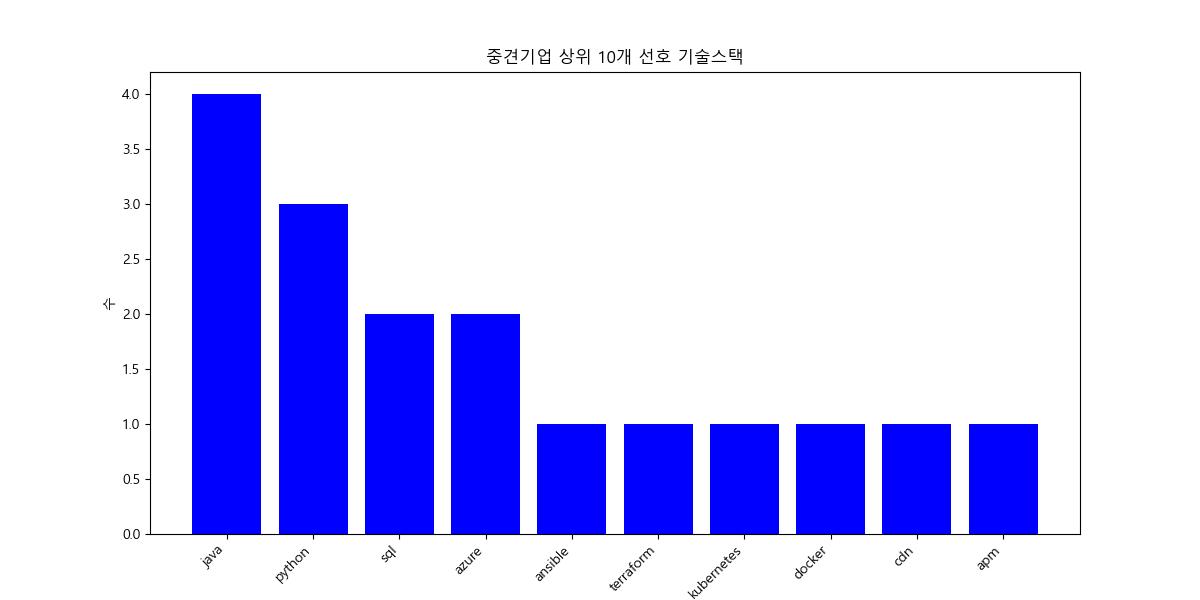 중견기업 상위 10개 선호 기술스택
수
4.0
3.5
3.0
2.5
2.0
1.5
1.0
0.5
0.0
java
python
sql
azure
ansible
terraform
kubernetes
docker
cdn
apm